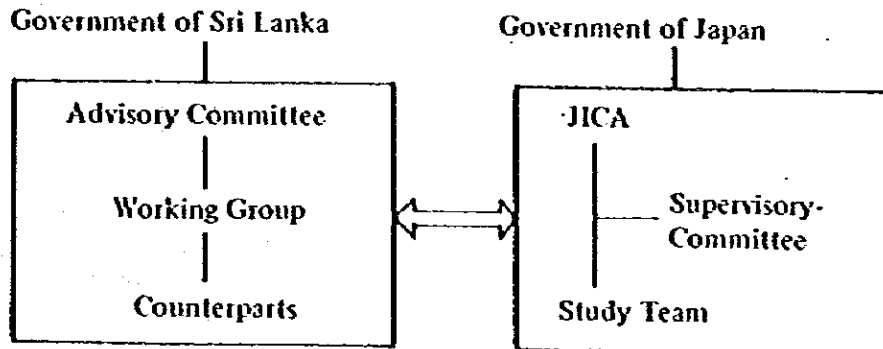 Government of Sri Lanka
Advisory Committee
Working Group
Counterparts
Government of Japan
JICA
Supervisory-
Committee
Study Team